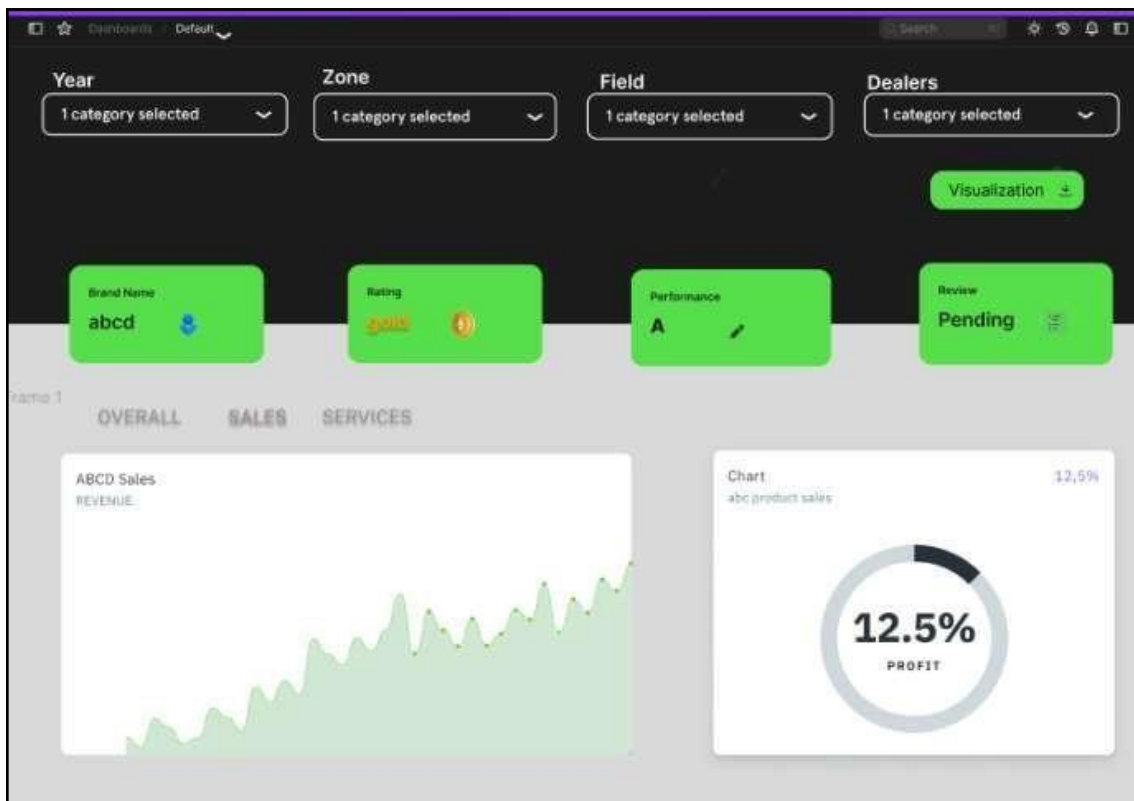 Dashboards / Default
Search
Year
Zone
Field
Dealers
1 category selected
1 category selected
1 category selected
1 category selected
Visualization
Brand Name
abcd
Rating
gold
Performance
A
Review
Pending
Frame 1
OVERALL
SALES
SERVICES
ABCD Sales
REVENUE
Chart
12,5%
abc product sales
12.5%
PROFIT